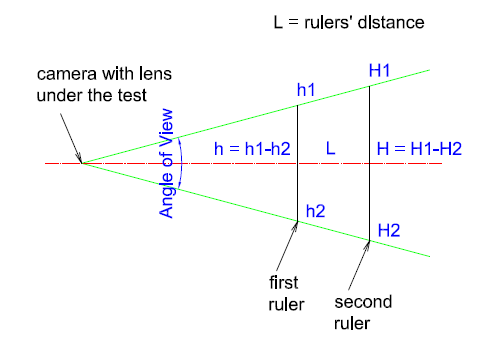 L = rulers' distance
H1
camera with lens
under the test
h1
Angle of View
h = h1-h2
L
H = H1-H2
h2
H2
first
ruler
second
ruler